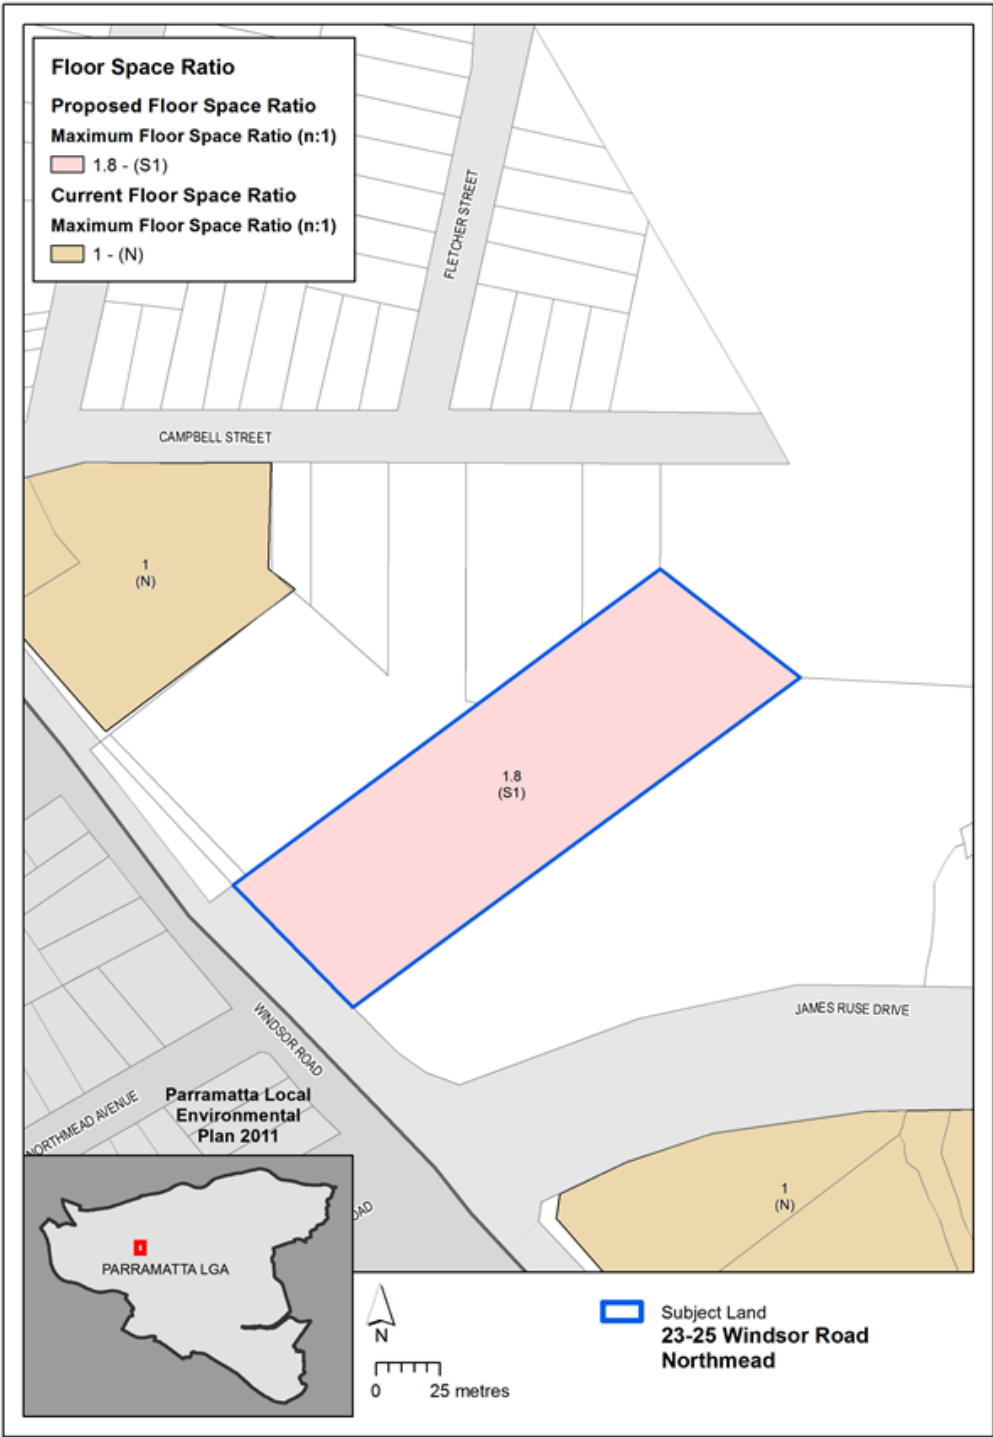 Floor Space Ratio
Proposed Floor Space Ratio
Maximum Floor Space Ratio (n:1)
1.8 - (S1)
Current Floor Space Ratio
Maximum Floor Space Ratio (n:1)
1 - (N)
FLETCHER STREET
CAMPBELL STREET
1
(N)
1.8
(S1)
JAMES RUSE DRIVE
WINDSOR ROAD
NORTHMEAD AVENUE
Parramatta Local
Environmental
Plan 2011
1
(N)
OAD
PARRAMATTA LGA
N
0 25 metres
Subject Land
23-25 Windsor Road
Northmead